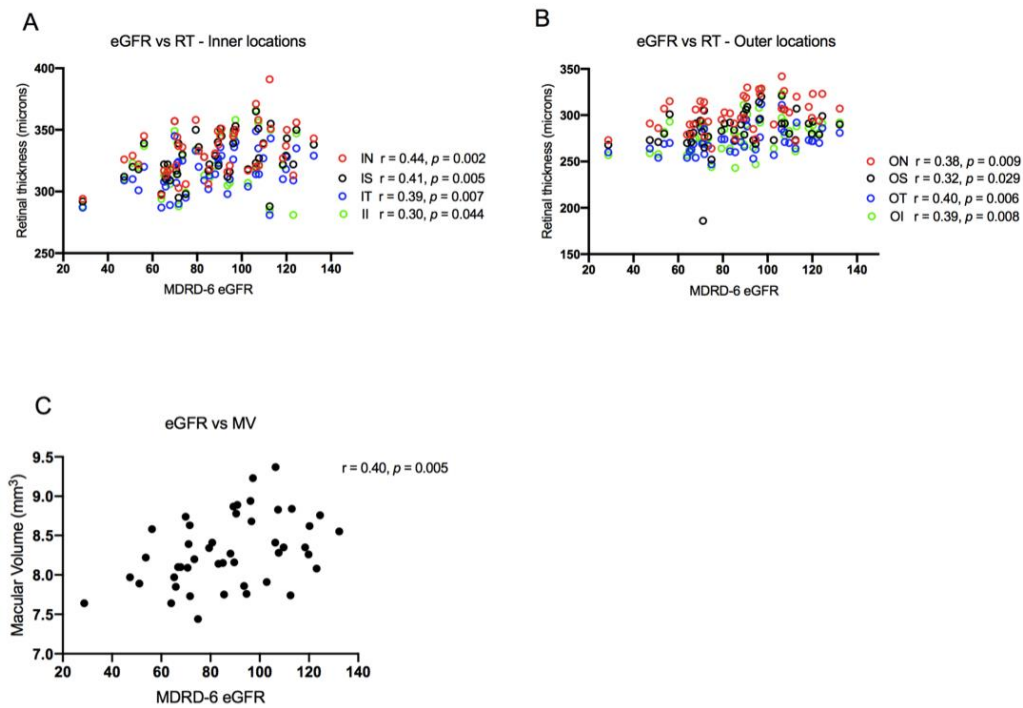 A
eGFR vs RT - Inner locations
Retinal thickness (microns)
400
350
300
250
20 40 60 80 100 120 140
MDRD-6 eGFR
IN r = 0.44, p = 0.002
IS r = 0.41, p = 0.005
IT r = 0.39, p = 0.007
II r = 0.30, p = 0.044
B
eGFR vs RT - Outer locations
Retinal thickness (microns)
350
300
250
200
150
20 40 60 80 100 120 140
MDRD-6 eGFR
ON r = 0.38, p = 0.009
OS r = 0.32, p = 0.029
OT r = 0.40, p = 0.006
OI r = 0.39, p = 0.008
C
eGFR vs MV
Macular Volume (mm³)
9.5
9.0
8.5
8.0
7.5
7.0
20 40 60 80 100 120 140
MDRD-6 eGFR
r = 0.40, p = 0.005